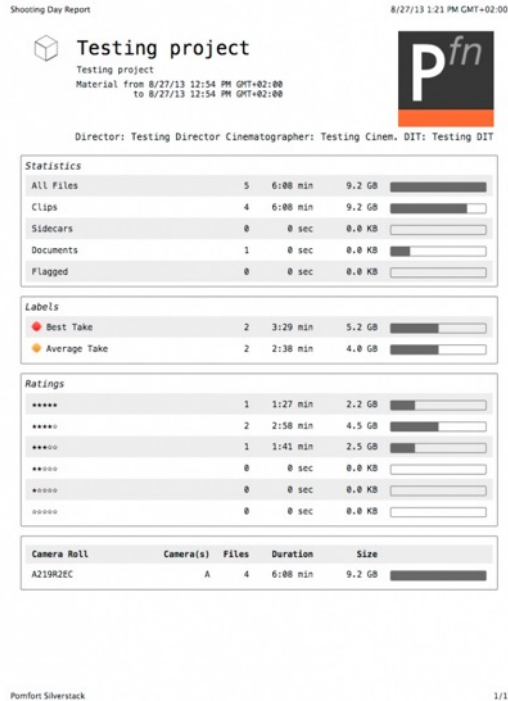 Shooting Day Report 8/27/13 1:21 PM GMT+02:00
Testing project
Testing project
Material from 8/27/13 12:54 PM GMT+02:00
to 8/27/13 12:54 PM GMT+02:00
Pfn
Director: Testing Director Cinematographer: Testing Cinem. DIT: Testing DIT
Statistics
All Files 5 6:08 min 9.2 GB
Clips 4 6:08 min 9.2 GB
Sidecars 0 0 sec 0.0 KB
Documents 1 0 sec 0.0 KB
Flagged 0 0 sec 0.0 KB
Labels
Best Take 2 3:29 min 5.2 GB
Average Take 2 2:38 min 4.0 GB
Ratings
★★★★★ 1 1:27 min 2.2 GB
★★★★☆ 2 2:58 min 4.5 GB
★★★☆☆ 1 1:41 min 2.5 GB
★★☆☆☆ 0 0 sec 0.0 KB
★☆☆☆☆ 0 0 sec 0.0 KB
☆☆☆☆☆ 0 0 sec 0.0 KB
Camera Roll Camera(s) Files Duration Size
A219R2EC A 4 6:08 min 9.2 GB
Pomfort Silverstack 1/1